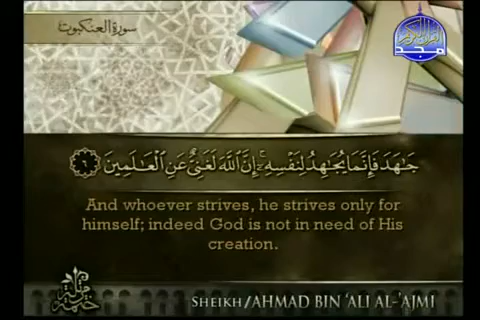 سورة العنكبوت
المجد
جَٰهَدَ فَإِنَّمَا يُجَٰهِدُ لِنَفْسِهِۦٓ ۚ إِنَّ ٱللَّهَ لَغَنِىٌّ عَنِ ٱلْعَٰلَمِينَ ٦
And whoever strives, he strives only for
himself; indeed God is not in need of His
creation.
SHEIKH/AHMAD BIN 'ALI AL-'AJMI